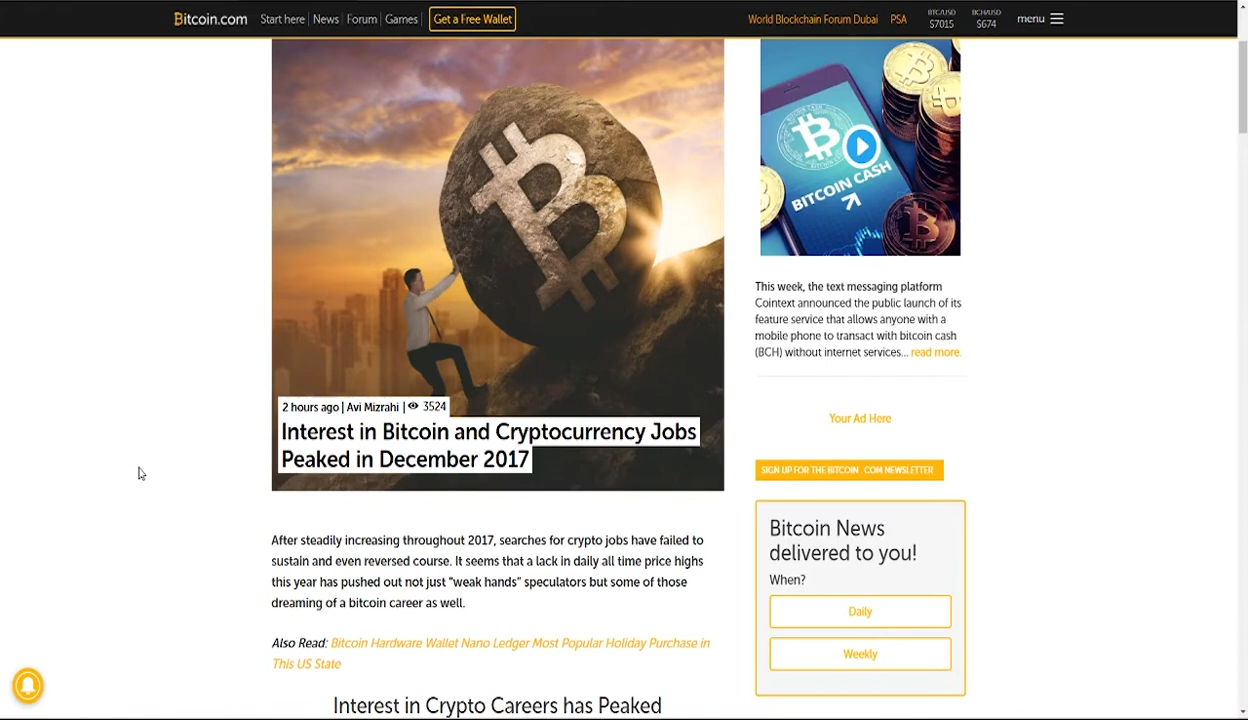 Bitcoin.com
Start here
News
Forum
Games
Get a Free Wallet
World Blockchain Forum Dubai
PSA
BTC/USD
$7015
BCH/USD
$674
menu
2 hours ago | Avi Mizrahi | 3524
Interest in Bitcoin and Cryptocurrency Jobs
Peaked in December 2017
After steadily increasing throughout 2017, searches for crypto jobs have failed to
sustain and even reversed course. It seems that a lack in daily all time price highs
this year has pushed out not just "weak hands" speculators but some of those
dreaming of a bitcoin career as well.
Also Read: Bitcoin Hardware Wallet Nano Ledger Most Popular Holiday Purchase in
This US State
Interest in Crypto Careers has Peaked
BITCOIN CASH
This week, the text messaging platform
Cointext announced the public launch of its
feature service that allows anyone with a
mobile phone to transact with bitcoin cash
(BCH) without internet services... read more.
Your Ad Here
SIGN UP FOR THE BITCOIN . COM NEWSLETTER
Bitcoin News
delivered to you!
When?
Daily
Weekly